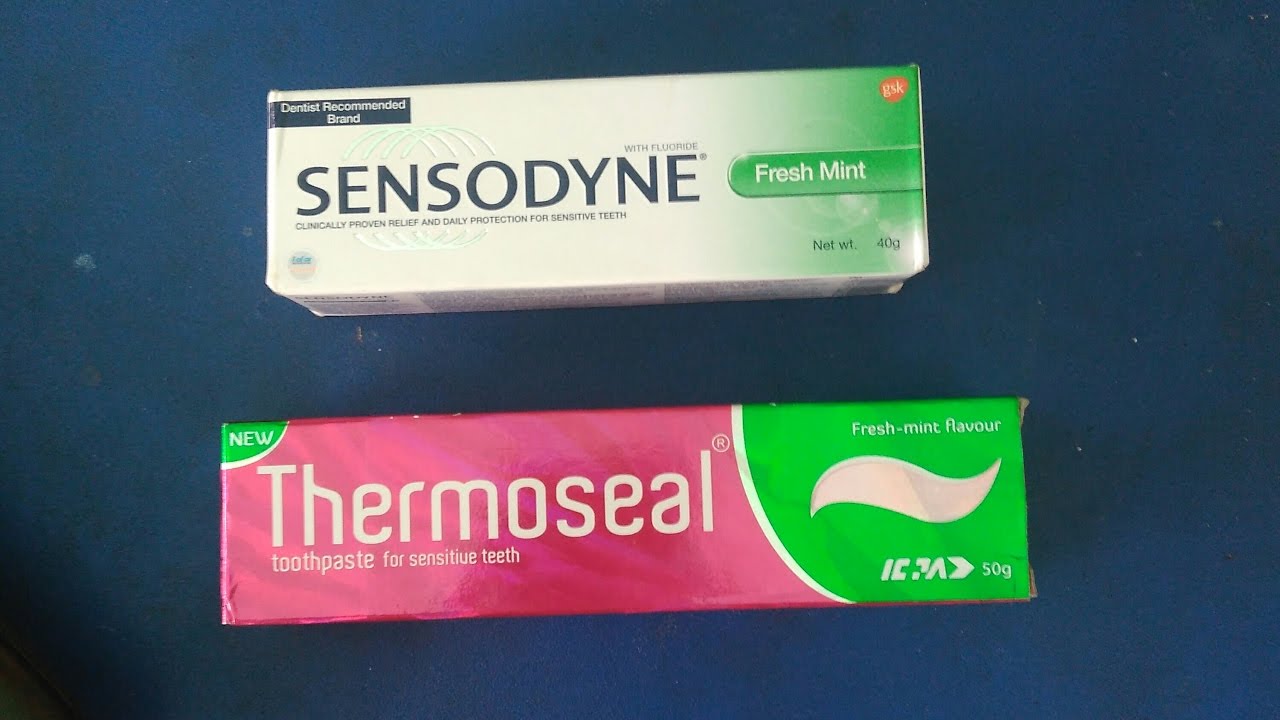 Dentist Recommended
Brand
gsk
WITH FLUORIDE
SENSODYNE®
Fresh Mint
CLINICALLY PROVEN RELIEF AND DAILY PROTECTION FOR SENSITIVE TEETH
Net wt. 40g
SENSODYNE
NEW
Thermoseal®
toothpaste for sensitive teeth
Fresh-mint flavour
ICPA 50g